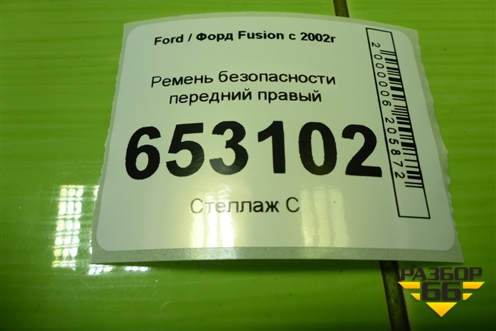 Ford / Форд Fusion с 2002г
Ремень безопасности
передний правый
653102
Стеллаж С
2000006205872
РАЗБОР
66